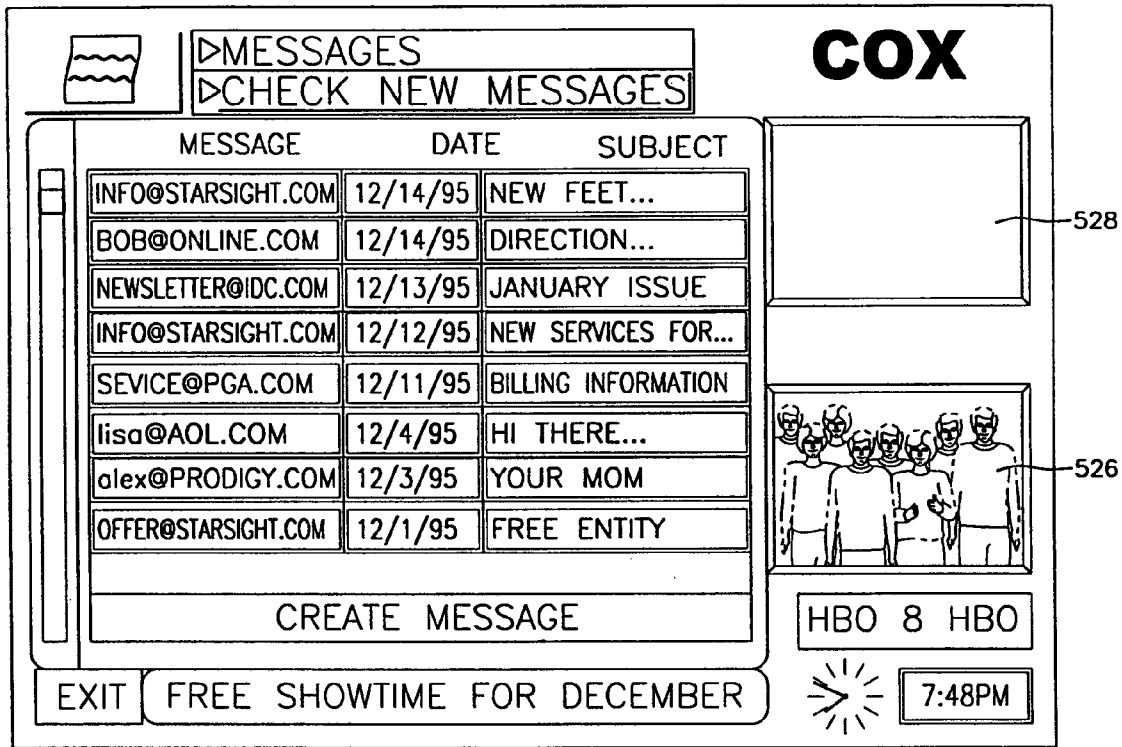 ▷MESSAGES
COX
▷CHECK NEW MESSAGES
MESSAGE DATE SUBJECT
INFO@STARSIGHT.COM 12/14/95 NEW FEET...
BOB@ONLINE.COM 12/14/95 DIRECTION...
NEWSLETTER@IDC.COM 12/13/95 JANUARY ISSUE
INFO@STARSIGHT.COM 12/12/95 NEW SERVICES FOR...
SEVICE@PGA.COM 12/11/95 BILLING INFORMATION
lisa@AOL.COM 12/4/95 HI THERE...
alex@PRODIGY.COM 12/3/95 YOUR MOM
OFFER@STARSIGHT.COM 12/1/95 FREE ENTITY
CREATE MESSAGE
528
526
HBO 8 HBO
EXIT FREE SHOWTIME FOR DECEMBER
7:48PM